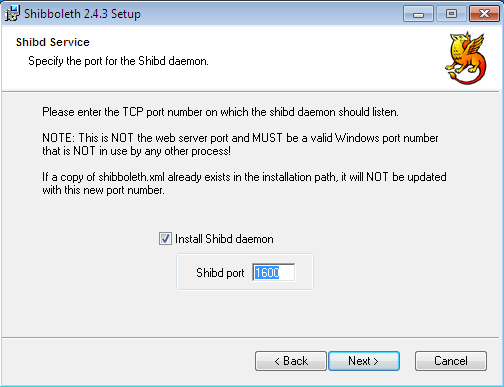 Shibboleth 2.4.3 Setup
Shibd Service
Specify the port for the Shibd daemon.
Please enter the TCP port number on which the shibd daemon should listen.
NOTE: This is NOT the web server port and MUST be a valid Windows port number
that is NOT in use by any other process!
If a copy of shibboleth.xml already exists in the installation path, it will NOT be updated
with this new port number.
Install Shibd daemon
Shibd port 1600
< Back Next > Cancel